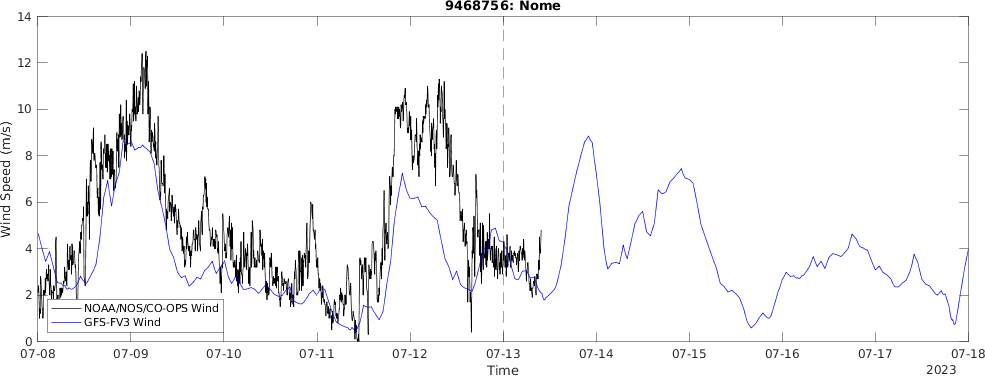 9468756: Nome
14
12
10
8
6
4
2
0
Wind Speed (m/s)
NOAA/NOS/CO-OPS Wind
GFS-FV3 Wind
07-08 07-09 07-10 07-11 07-12 07-13 07-14 07-15 07-16 07-17 07-18
Time
2023